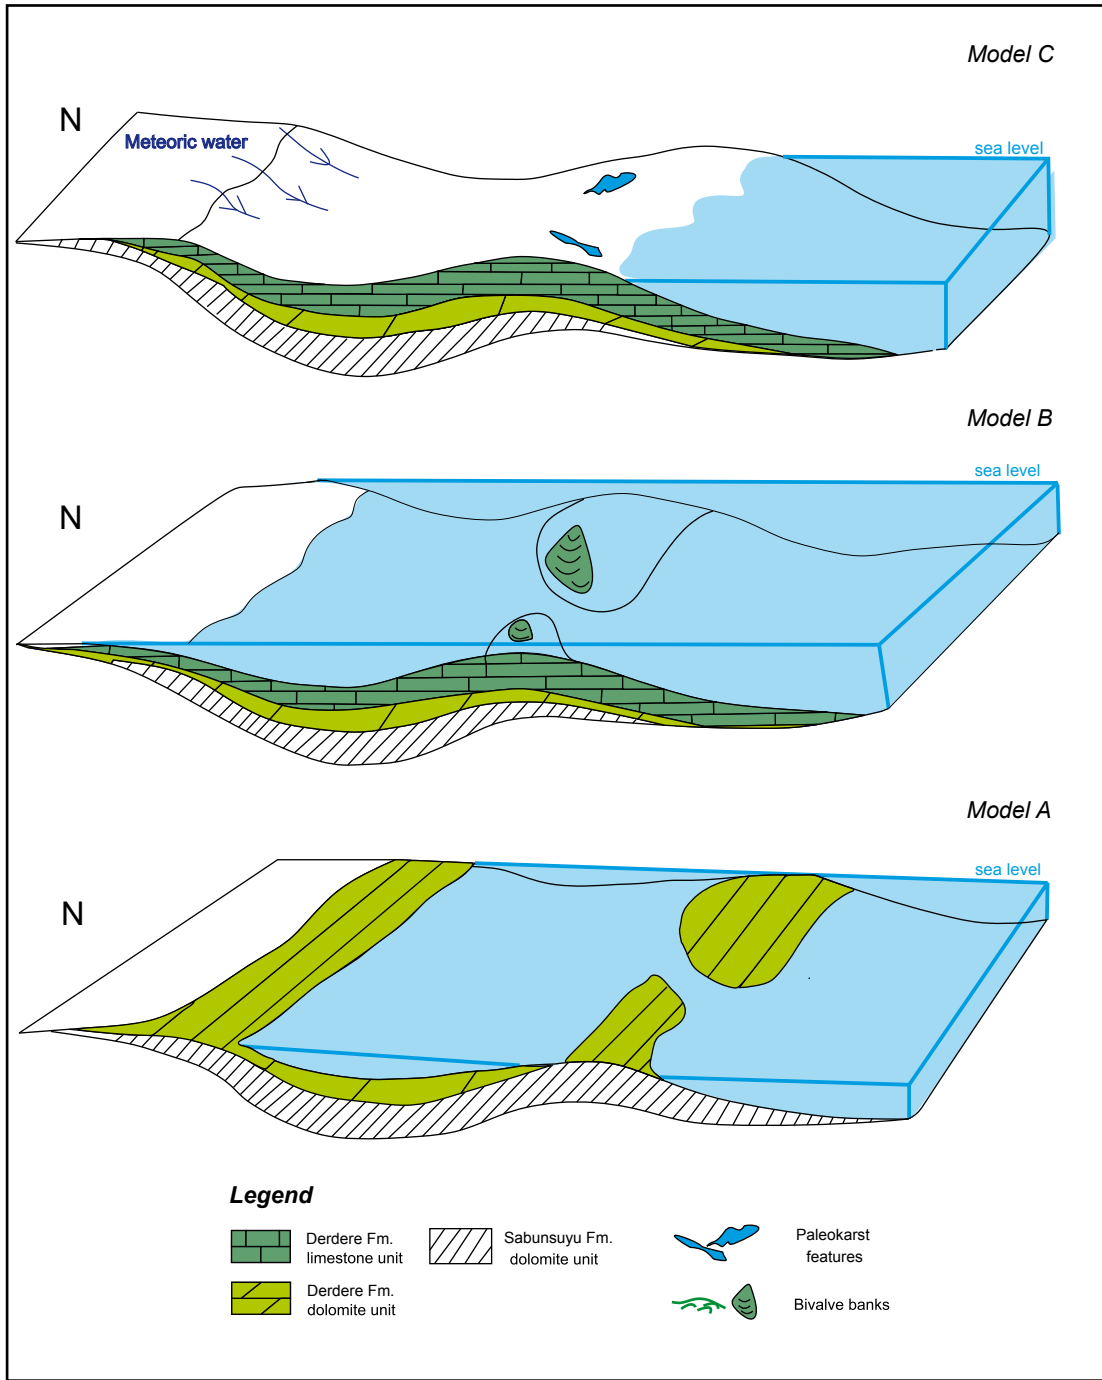 Model C
N
Meteoric water
sea level
Model B
sea level
N
Model A
sea level
N
Legend
Derdere Fm.
limestone unit
Sabunsuyu Fm.
dolomite unit
Paleokarst
features
Derdere Fm.
dolomite unit
Bivalve banks